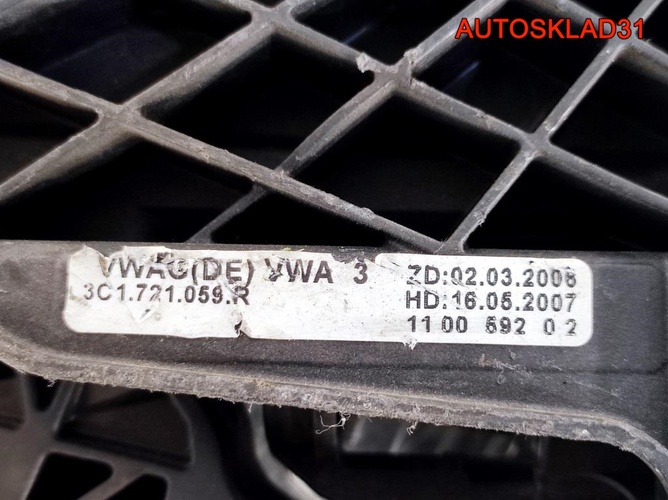 AUTOSKLAD31
VWAG(DE) VWA 3
ZD:02.03.2006
3C1.721.059.R
HD:16.05.2007
11 00 592 0 2